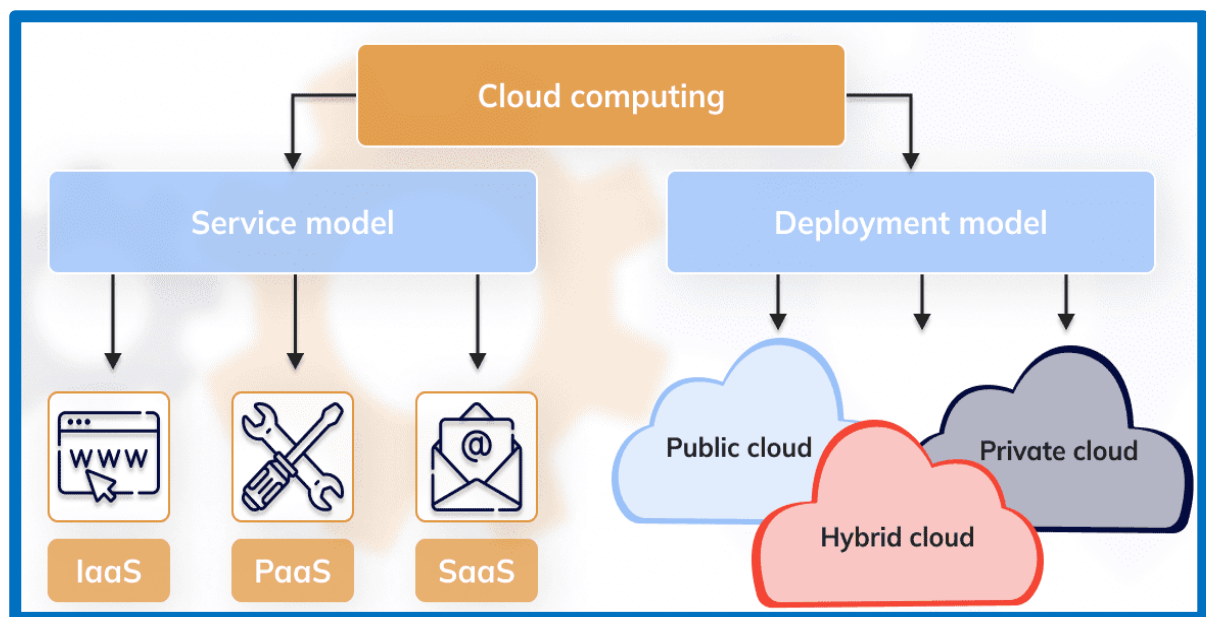 Cloud computing
Service model
Deployment model
WWW
@
IaaS
PaaS
SaaS
Public cloud
Private cloud
Hybrid cloud